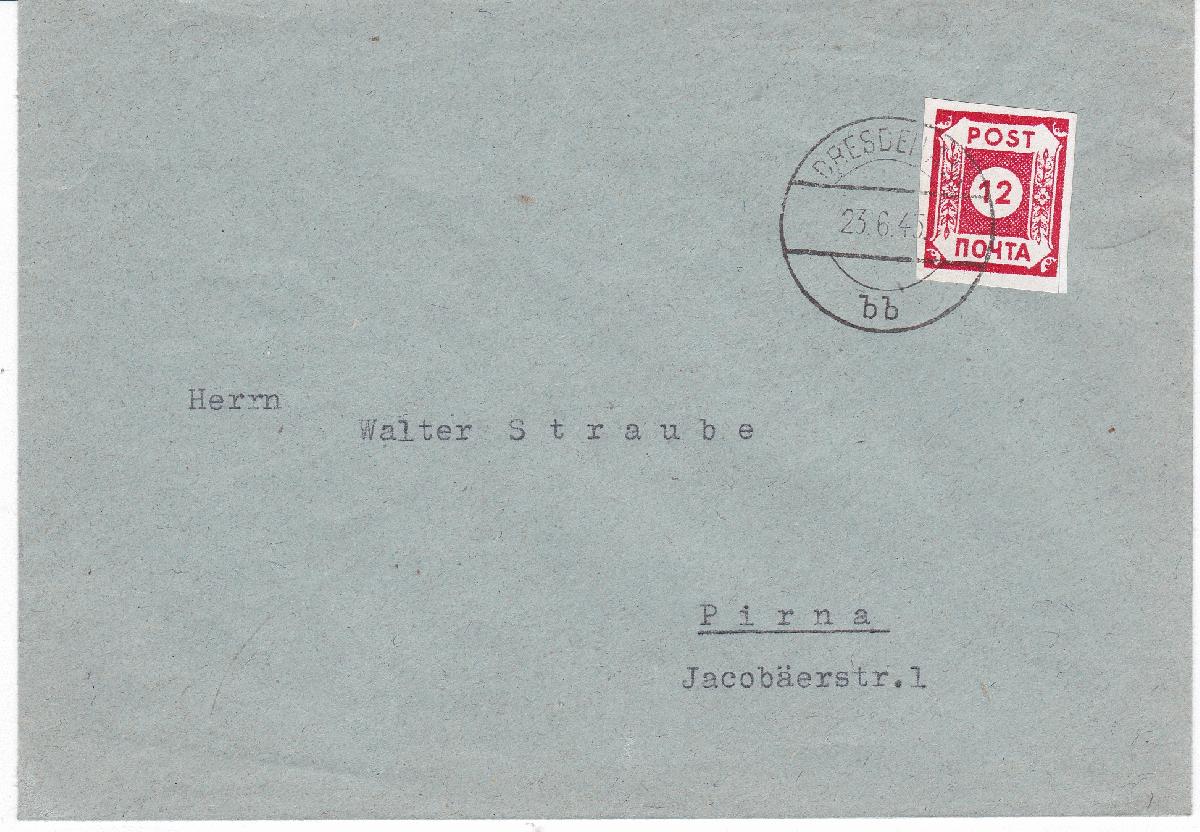 POST
12
ПОЧТА
DRESDEN
23.6.45
bb
Herrn
Walter Straube
Pirna
Jacobäerstr.1